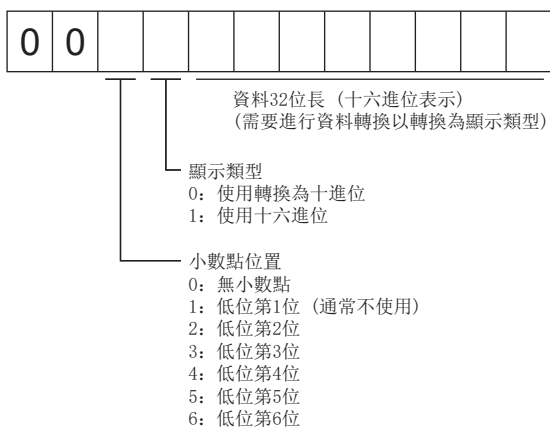 0 0
資料32位長 (十六進位表示)
(需要進行資料轉換以轉換為顯示類型)
顯示類型
0: 使用轉換為十進位
1: 使用十六進位
小數點位置
0: 無小數點
1: 低位第1位 (通常不使用)
2: 低位第2位
3: 低位第3位
4: 低位第4位
5: 低位第5位
6: 低位第6位